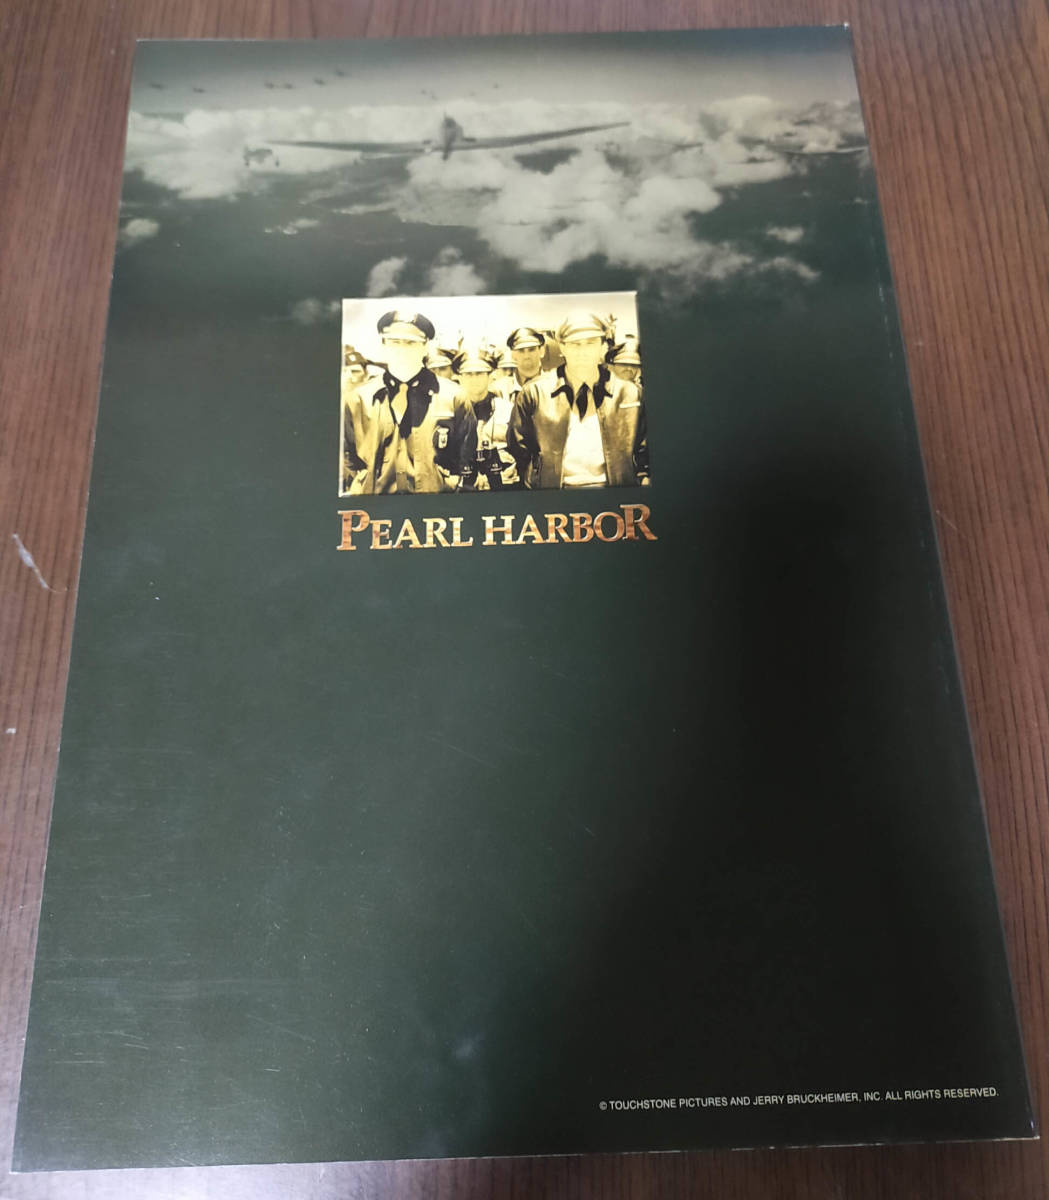 PEARL HARBOR
© TOUCHSTONE PICTURES AND JERRY BRUCKHEIMER, INC. ALL RIGHTS RESERVED.